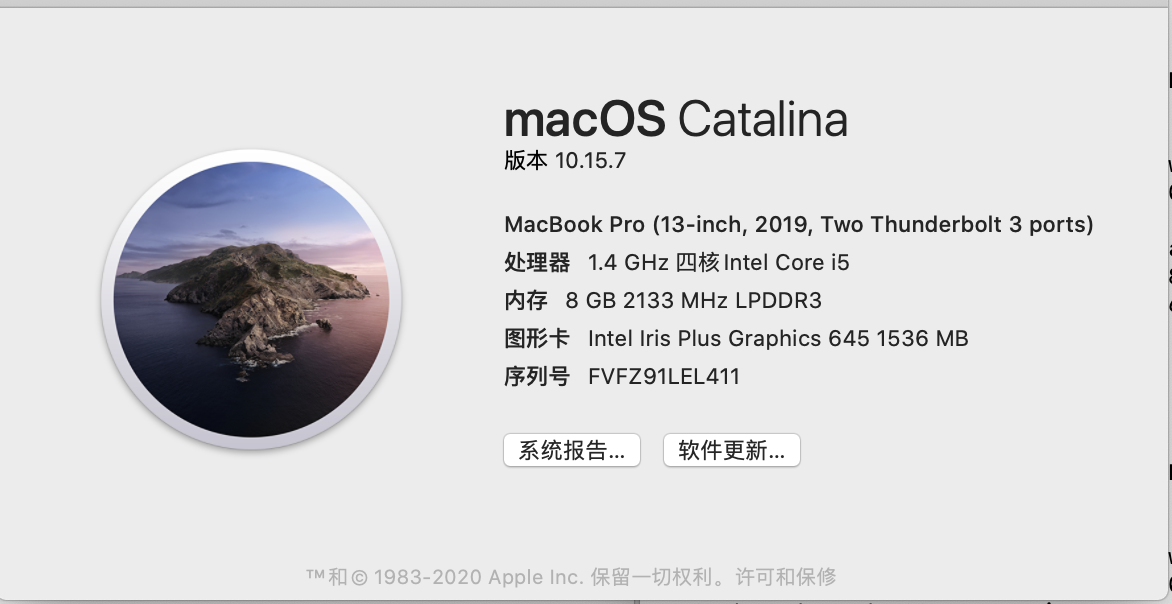 macOS Catalina
版本 10.15.7
MacBook Pro (13-inch, 2019, Two Thunderbolt 3 ports)
处理器 1.4 GHz 四核Intel Core i5
内存 8 GB 2133 MHz LPDDR3
图形卡 Intel Iris Plus Graphics 645 1536 MB
序列号 FVFZ91LEL411
系统报告... 软件更新...
™和© 1983-2020 Apple Inc. 保留一切权利。许可和保修